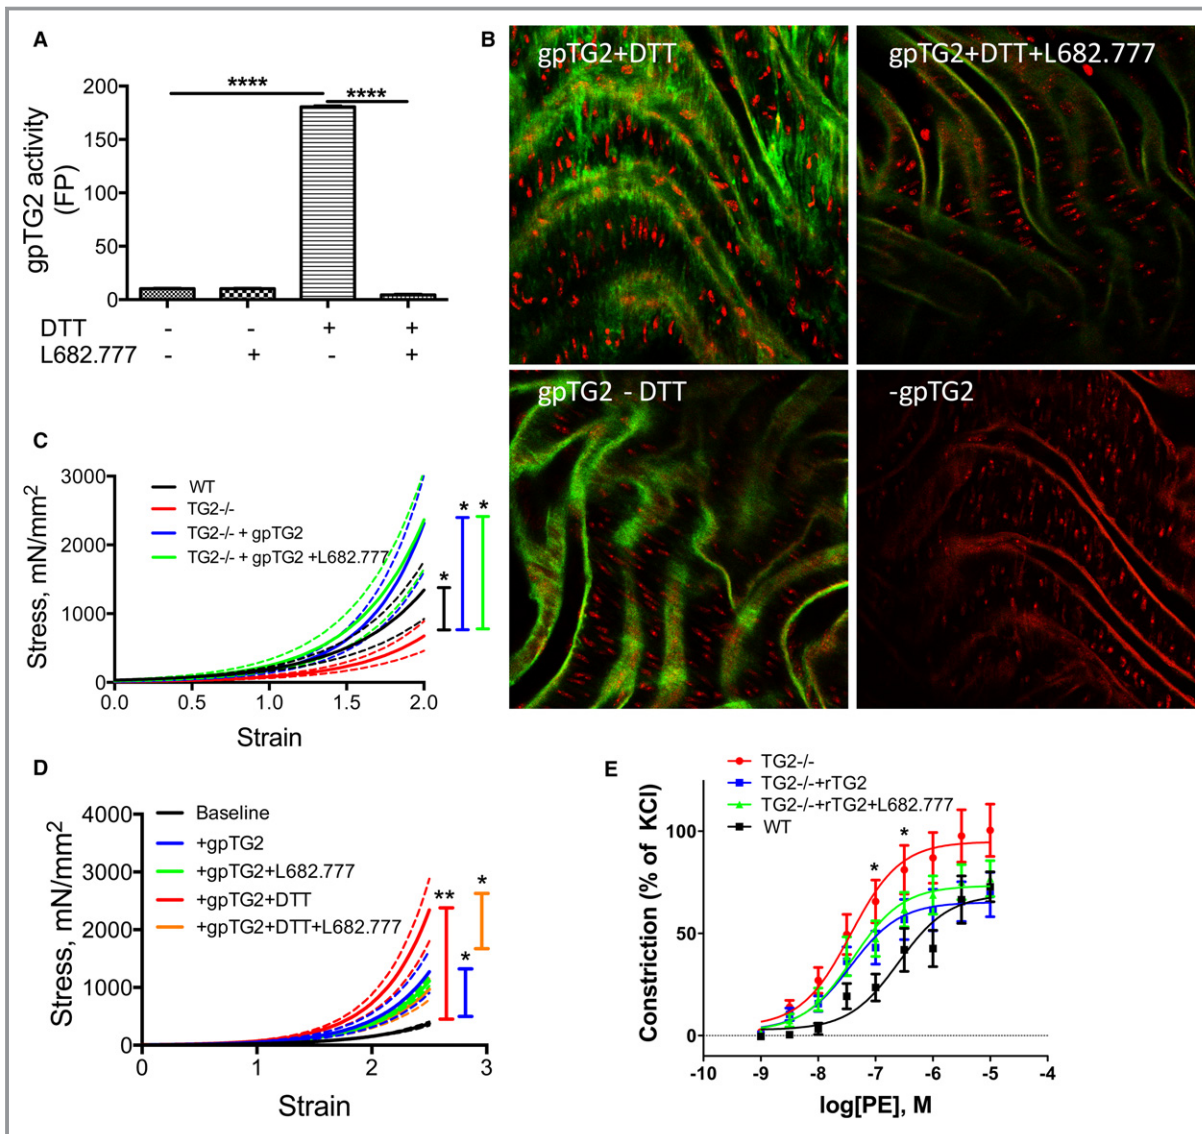 A
gpTG2 activity
(FP)
200
150
100
50
0
****
****
DTT - - + +
L682.777 - + - +
B
gpTG2+DTT
gpTG2+DTT+L682.777
gpTG2 - DTT
-gpTG2
C
Stress, mN/mm2
3000
2000
1000
0
WT
TG2-/-
TG2-/- + gpTG2
TG2-/- + gpTG2 +L682.777
*
*
*
0.0 0.5 1.0 1.5 2.0
Strain
D
Stress, mN/mm2
4000
3000
2000
1000
0
Baseline
+gpTG2
+gpTG2+L682.777
+gpTG2+DTT
+gpTG2+DTT+L682.777
**
*
*
0 1 2 3
Strain
E
TG2-/-
TG2-/-+rTG2
TG2-/-+rTG2+L682.777
WT
Constriction (% of KCl)
100
50
0
*
*
-10 -9 -8 -7 -6 -5 -4
log[PE], M